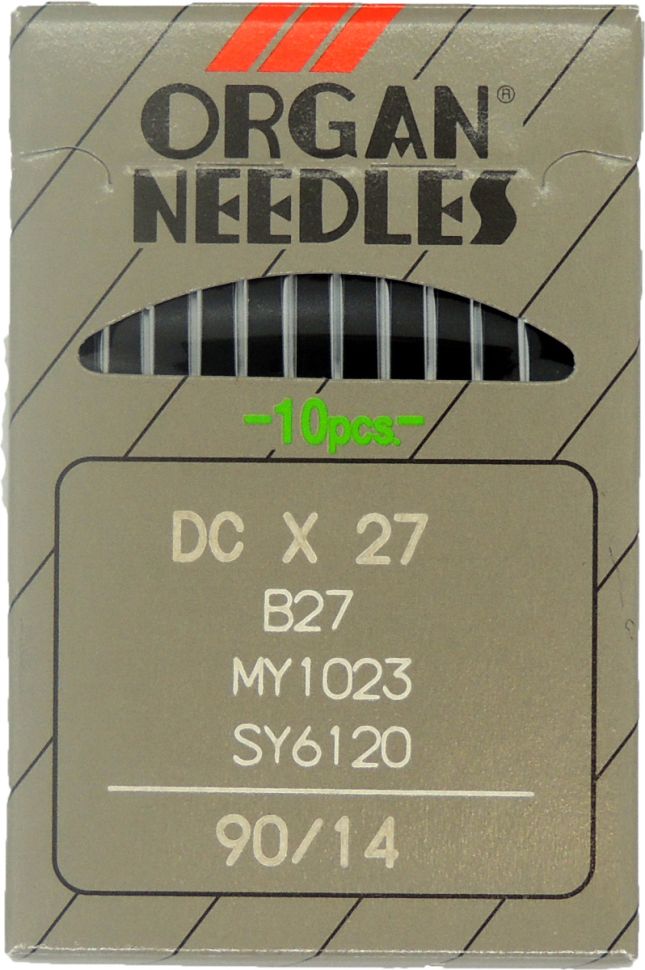 ORGAN®
NEEDLES
-10pcs.-
DC X 27
B27
MY1023
SY6120
90/14